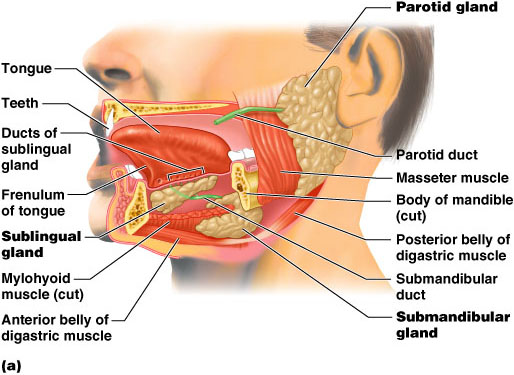 Parotid gland
Tongue
Teeth
Ducts of
sublingual
gland
Frenulum
of tongue
Sublingual
gland
Mylohyoid
muscle (cut)
Anterior belly of
digastric muscle
Parotid duct
Masseter muscle
Body of mandible
(cut)
Posterior belly of
digastric muscle
Submandibular
duct
Submandibular
gland
(a)